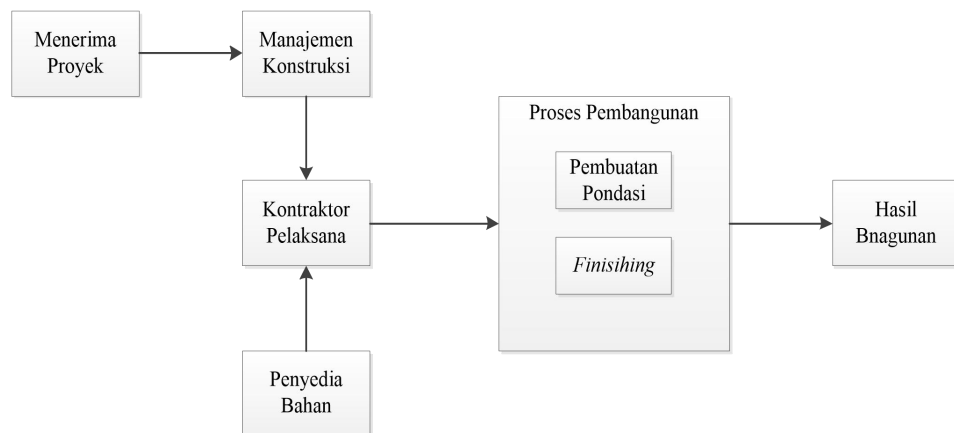 Menerima
Proyek
Manajemen
Konstruksi
Proses Pembangunan
Pembuatan
Pondasi
Kontraktor
Pelaksana
Hasil
Bnagunan
Finisihing
Penyedia
Bahan